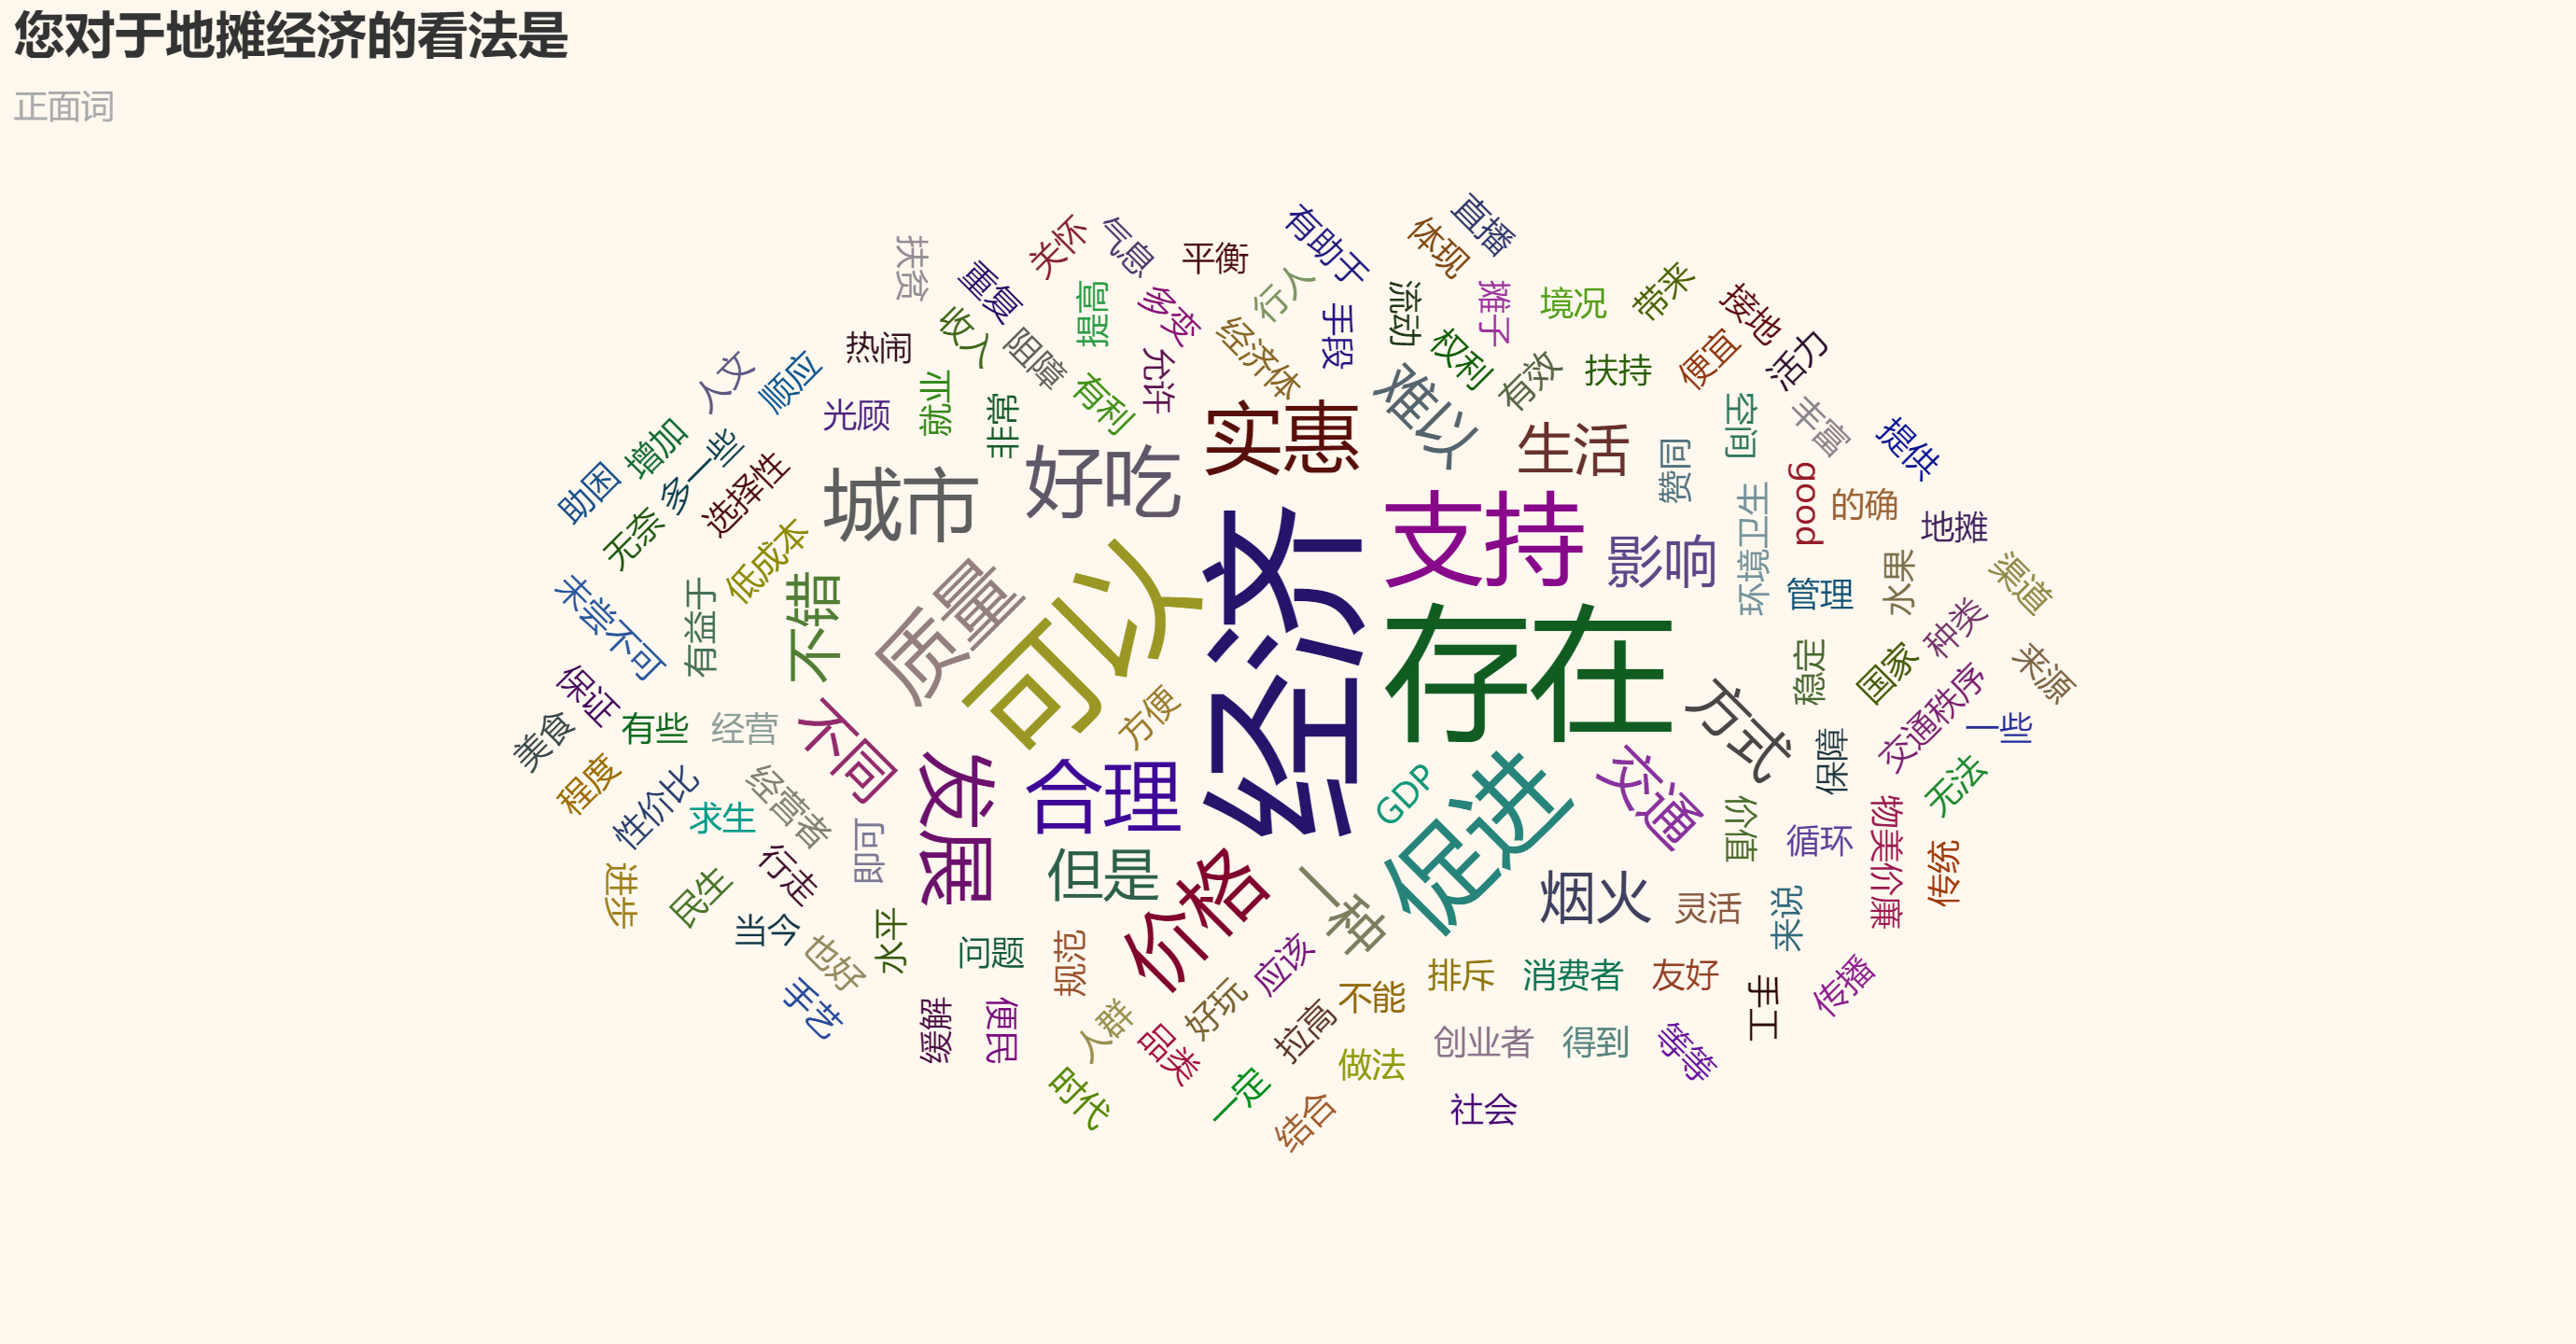 您对于地摊经济的看法是
正面词
直播
有助于
体现
气息
关怀
平衡
扶贫
重复
行人
带来
提高
多变
流动
摊子
境况
接地
收入
手段
热闹
阻障
经济体
权利
便宜
活力
扶持
有效
允许
人文
顺应
有利
就业
光顾
非常
难以
空间
丰富
实惠
生活
提供
增加
多一些
赞同
助困
选择性
好吃
城市
good
的确
地摊
无奈
支持
环境卫生
低成本
影响
水果
管理
渠道
经济
可以
质量
不错
有益于
未尝不可
种类
存在
稳定
国家
来源
保证
方便
交通秩序
有些
经营
一些
美食
方式
不同
保障
程度
GDP
无法
交通
发展
合理
促进
性价比
求生
经营者
价值
循环
即可
物美价廉
传统
但是
行走
进步
民生
价格
一种
烟火
灵活
来说
当今
水平
问题
也好
规范
应该
排斥
消费者
友好
传播
手艺
不能
手工
好玩
缓解
便民
人群
拉高
品类
创业者
得到
等等
做法
时代
一定
结合
社会